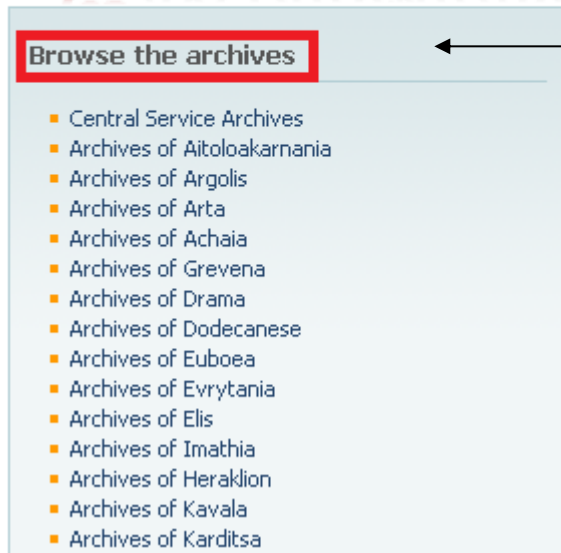 Browse the archives
Central Service Archives
Archives of Aitoloakarnania
Archives of Argolis
Archives of Arta
Archives of Achaia
Archives of Grevena
Archives of Drama
Archives of Dodecanese
Archives of Euboea
Archives of Evrytania
Archives of Elis
Archives of Imathia
Archives of Heraklion
Archives of Kavala
Archives of Karditsa